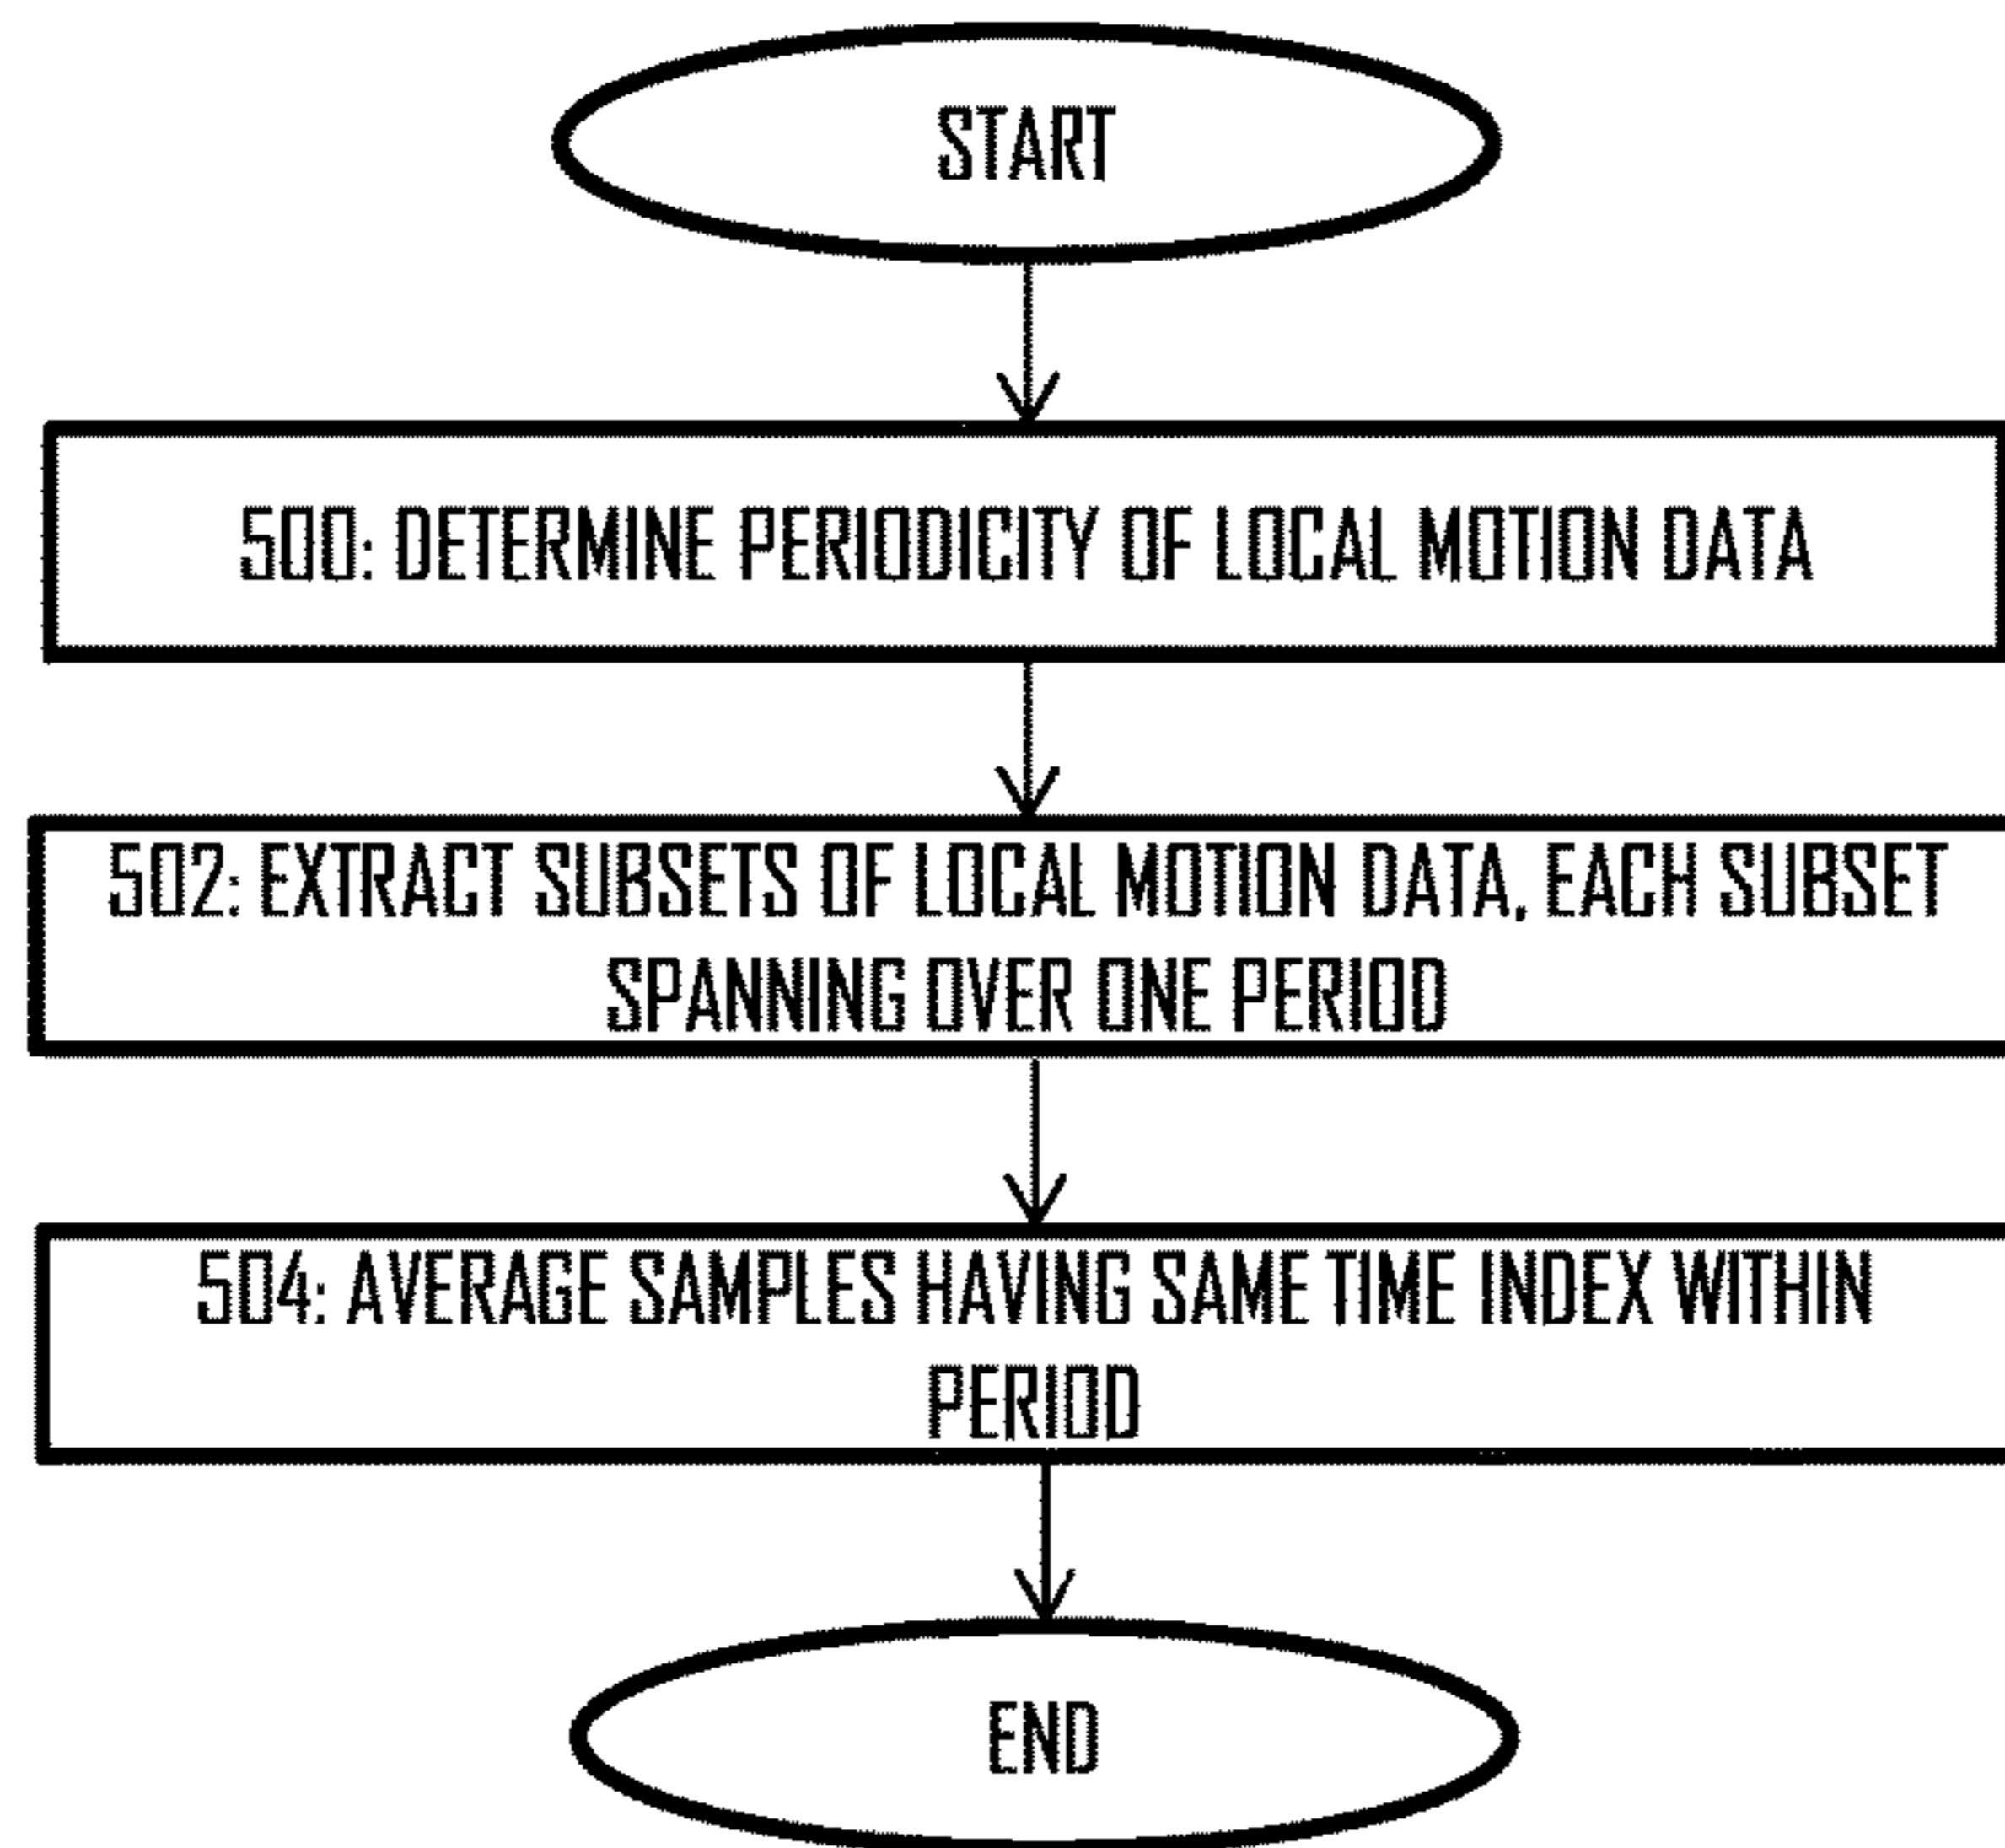 START
500: DETERMINE PERIODICITY OF LOCAL MOTION DATA
502: EXTRACT SUBSETS OF LOCAL MOTION DATA, EACH SUBSET
SPANNING OVER ONE PERIOD
504: AVERAGE SAMPLES HAVING SAME TIME INDEX WITHIN
PERIOD
END